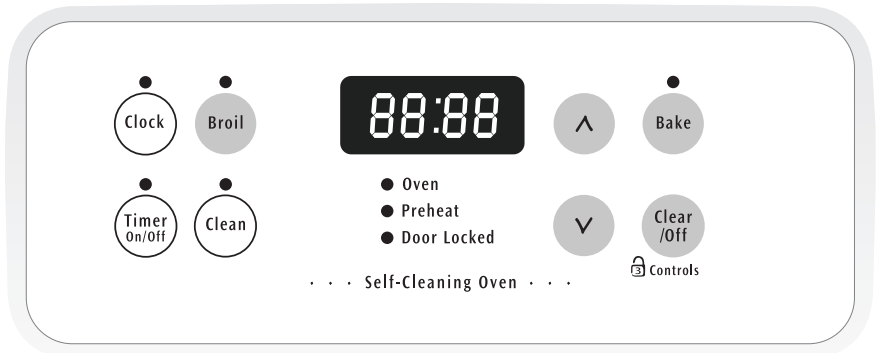 Clock
Broil
88:88
∧
Bake
Timer
On/Off
Clean
Oven
Preheat
Door Locked
∨
Clear
/Off
3 Controls
· · · Self-Cleaning Oven · · ·